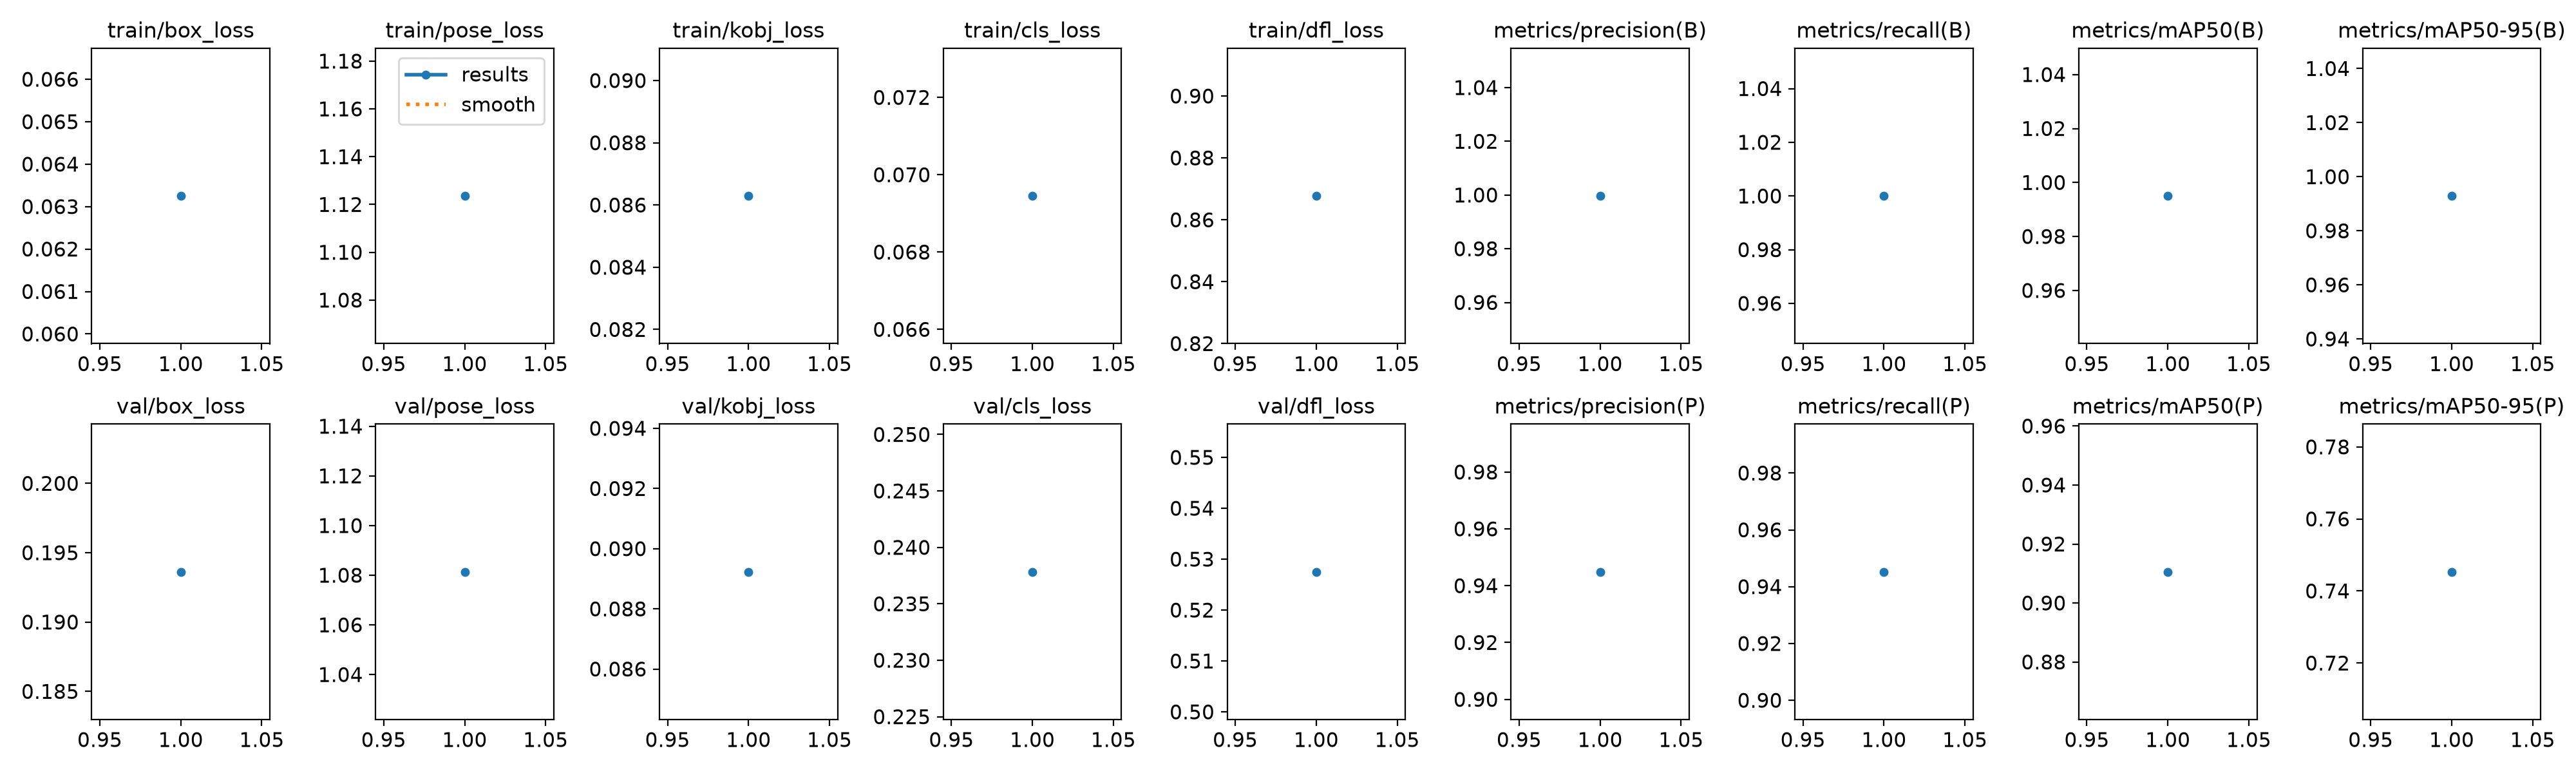 train/box_loss
0.066
0.065
0.064
0.063
0.062
0.061
0.060
0.95 1.00 1.05
train/pose_loss
results
smooth
1.18
1.16
1.14
1.12
1.10
1.08
0.95 1.00 1.05
train/kobj_loss
0.090
0.088
0.086
0.084
0.082
0.95 1.00 1.05
train/cls_loss
0.072
0.070
0.068
0.066
0.95 1.00 1.05
train/dfl_loss
0.90
0.88
0.86
0.84
0.82
0.95 1.00 1.05
metrics/precision(B)
1.04
1.02
1.00
0.98
0.96
0.95 1.00 1.05
metrics/recall(B)
1.04
1.02
1.00
0.98
0.96
0.95 1.00 1.05
metrics/mAP50(B)
1.04
1.02
1.00
0.98
0.96
0.95 1.00 1.05
metrics/mAP50-95(B)
1.04
1.02
1.00
0.98
0.96
0.94
0.95 1.00 1.05
val/box_loss
0.200
0.195
0.190
0.185
0.95 1.00 1.05
val/pose_loss
1.14
1.12
1.10
1.08
1.06
1.04
0.95 1.00 1.05
val/kobj_loss
0.094
0.092
0.090
0.088
0.086
0.95 1.00 1.05
val/cls_loss
0.250
0.245
0.240
0.235
0.230
0.225
0.95 1.00 1.05
val/dfl_loss
0.55
0.54
0.53
0.52
0.51
0.50
0.95 1.00 1.05
metrics/precision(P)
0.98
0.96
0.94
0.92
0.90
0.95 1.00 1.05
metrics/recall(P)
0.98
0.96
0.94
0.92
0.90
0.95 1.00 1.05
metrics/mAP50(P)
0.96
0.94
0.92
0.90
0.88
0.95 1.00 1.05
metrics/mAP50-95(P)
0.78
0.76
0.74
0.72
0.95 1.00 1.05